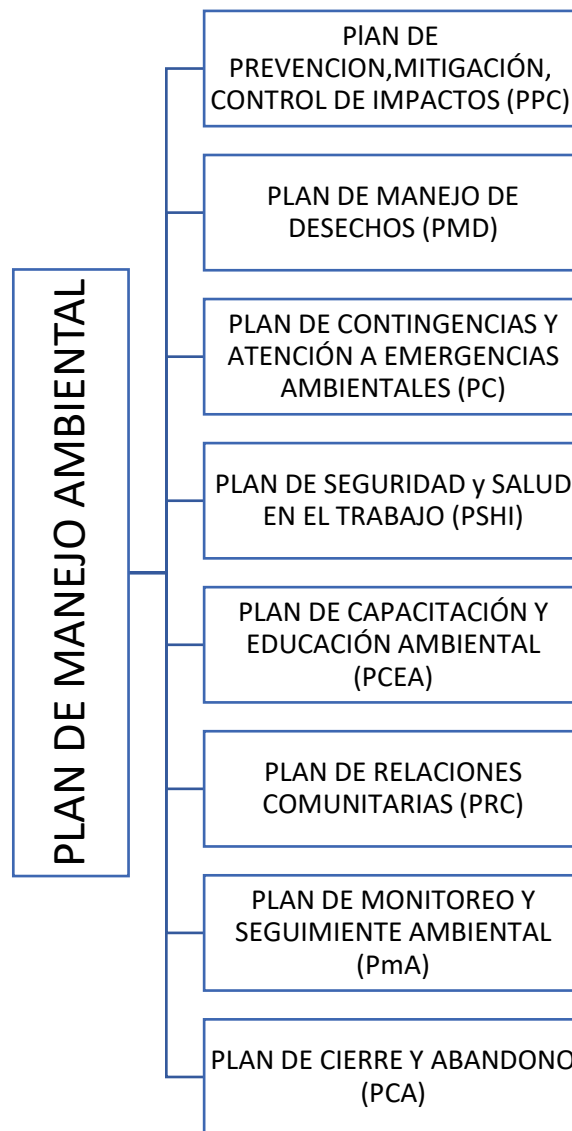 PLAN DE MANEJO AMBIENTAL
PlAN DE
PREVENCION,MITIGACIÓN,
CONTROL DE IMPACTOS (PPC)
PLAN DE MANEJO DE
DESECHOS (PMD)
PLAN DE CONTINGENCIAS Y
ATENCIÓN A EMERGENCIAS
AMBIENTALES (PC)
PLAN DE SEGURIDAD y SALUD
EN EL TRABAJO (PSHI)
PLAN DE CAPACITACIÓN Y
EDUCACIÓN AMBIENTAL
(PCEA)
PLAN DE RELACIONES
COMUNITARIAS (PRC)
PLAN DE MONITOREO Y
SEGUIMIENTE AMBIENTAL
(PmA)
PLAN DE CIERRE Y ABANDONO
(PCA)